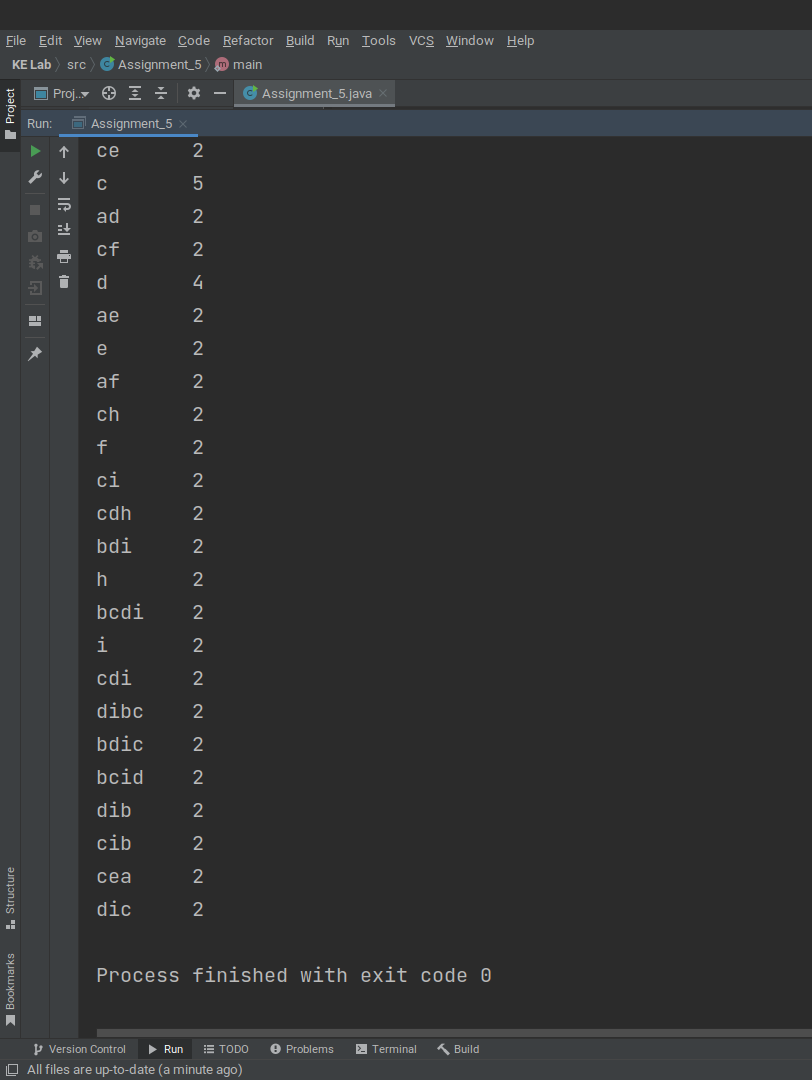 File Edit View Navigate Code Refactor Build Run Tools VCS Window Help
KE Lab src Assignment_5 main
Project
Proj... Assignment_5.java
Run: Assignment_5
ce 2
c 5
ad 2
cf 2
d 4
ae 2
e 2
af 2
ch 2
f 2
ci 2
cdh 2
bdi 2
h 2
bcdi 2
i 2
cdi 2
dibc 2
bdic 2
bcid 2
dib 2
cib 2
cea 2
dic 2
Process finished with exit code 0
Structure
Bookmarks
Version Control Run TODO Problems Terminal Build
All files are up-to-date (a minute ago)